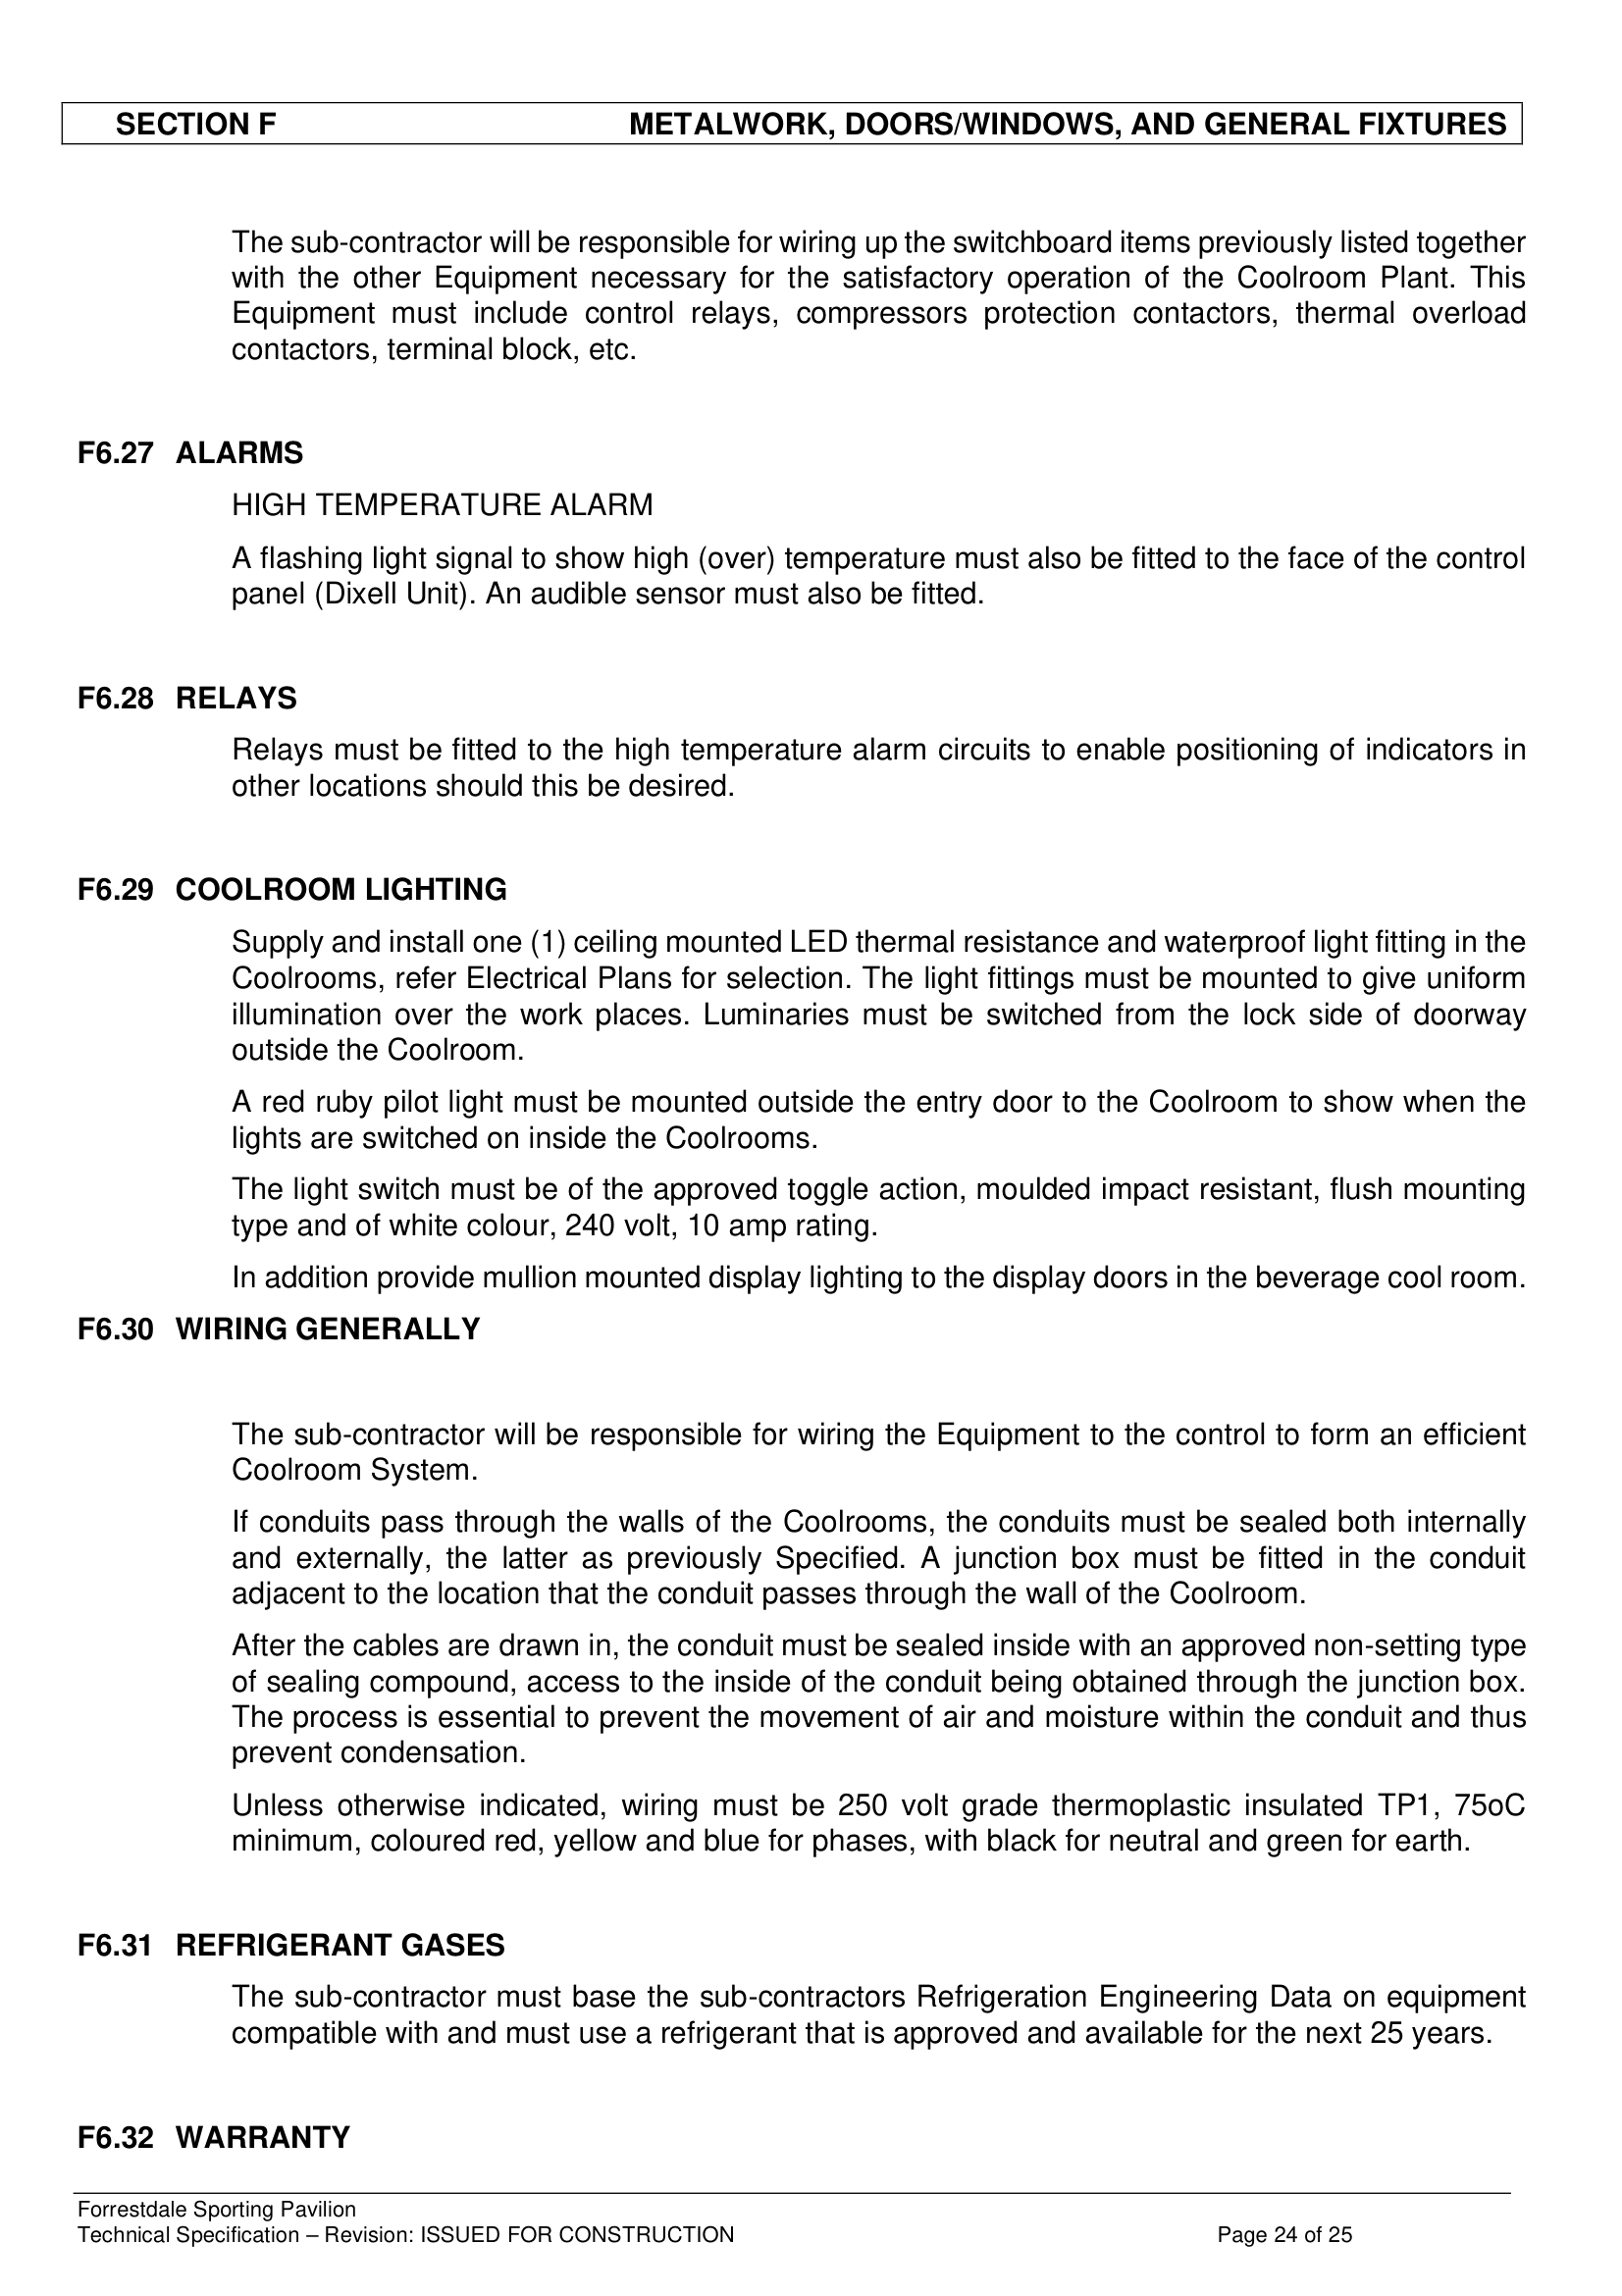 SECTION F METALWORK, DOORS/WINDOWS, AND GENERAL FIXTURES
The sub-contractor will be responsible for wiring up the switchboard items previously listed together
with the other Equipment necessary for the satisfactory operation of the Coolroom Plant. This
Equipment must include control relays, compressors protection contactors, thermal overload
contactors, terminal block, etc.
F6.27 ALARMS
HIGH TEMPERATURE ALARM
A flashing light signal to show high (over) temperature must also be fitted to the face of the control
panel (Dixell Unit). An audible sensor must also be fitted.
F6.28 RELAYS
Relays must be fitted to the high temperature alarm circuits to enable positioning of indicators in
other locations should this be desired.
F6.29 COOLROOM LIGHTING
Supply and install one (1) ceiling mounted LED thermal resistance and waterproof light fitting in the
Coolrooms, refer Electrical Plans for selection. The light fittings must be mounted to give uniform
illumination over the work places. Luminaries must be switched from the lock side of doorway
outside the Coolroom.
A red ruby pilot light must be mounted outside the entry door to the Coolroom to show when the
lights are switched on inside the Coolrooms.
The light switch must be of the approved toggle action, moulded impact resistant, flush mounting
type and of white colour, 240 volt, 10 amp rating.
In addition provide mullion mounted display lighting to the display doors in the beverage cool room.
F6.30 WIRING GENERALLY
The sub-contractor will be responsible for wiring the Equipment to the control to form an efficient
Coolroom System.
If conduits pass through the walls of the Coolrooms, the conduits must be sealed both internally
and externally, the latter as previously Specified. A junction box must be fitted in the conduit
adjacent to the location that the conduit passes through the wall of the Coolroom.
After the cables are drawn in, the conduit must be sealed inside with an approved non-setting type
of sealing compound, access to the inside of the conduit being obtained through the junction box.
The process is essential to prevent the movement of air and moisture within the conduit and thus
prevent condensation.
Unless otherwise indicated, wiring must be 250 volt grade thermoplastic insulated TP1, 75oC
minimum, coloured red, yellow and blue for phases, with black for neutral and green for earth.
F6.31 REFRIGERANT GASES
The sub-contractor must base the sub-contractors Refrigeration Engineering Data on equipment
compatible with and must use a refrigerant that is approved and available for the next 25 years.
F6.32 WARRANTY
Forrestdale Sporting Pavilion
Technical Specification – Revision: ISSUED FOR CONSTRUCTION Page 24 of 25